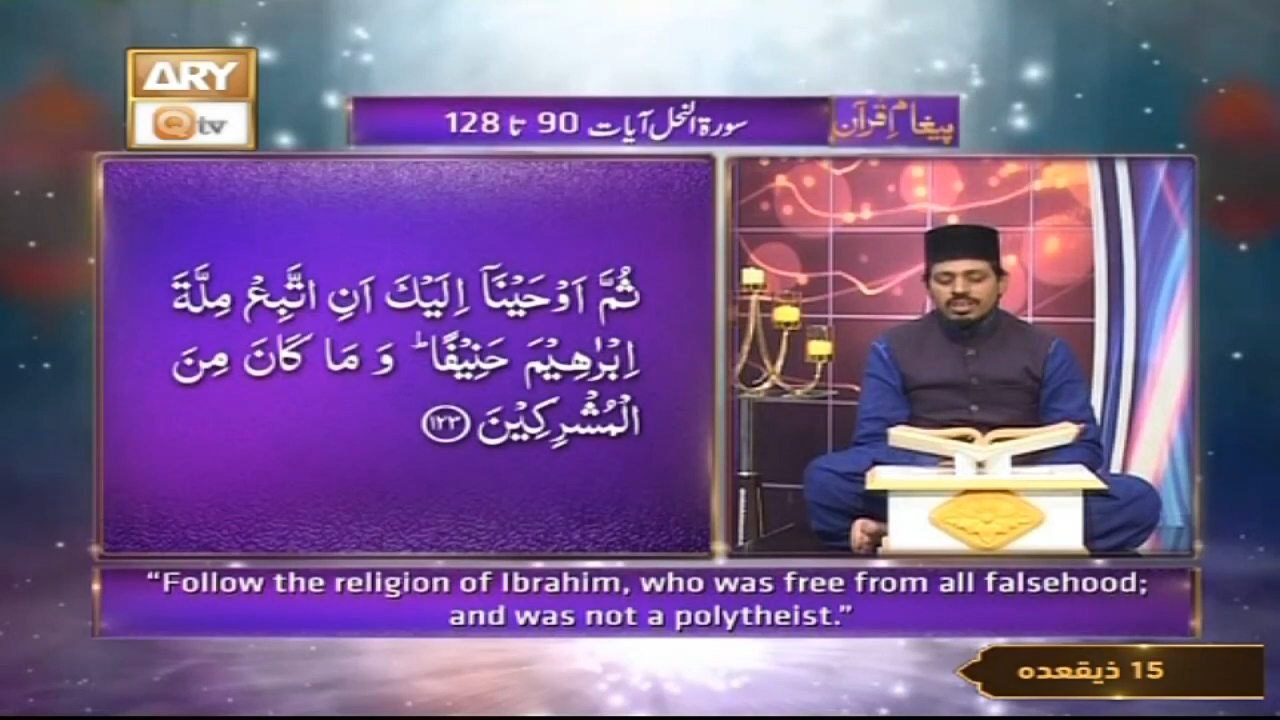 ARY
Qtv
پیغامِ قرآن
سورۃ النحل آیات 90 تا 128
ثُمَّ اَوْحَیْنَاۤ اِلَیْكَ اَنِ اتَّبِعْ مِلَّةَ
اِبْرٰهِیْمَ حَنِیْفًا ؕ وَ مَا كَانَ مِنَ
الْمُشْرِكِیْنَ ﴿۱۲۳﴾
“Follow the religion of Ibrahim, who was free from all falsehood;
and was not a polytheist.”
15 ذیقعدہ